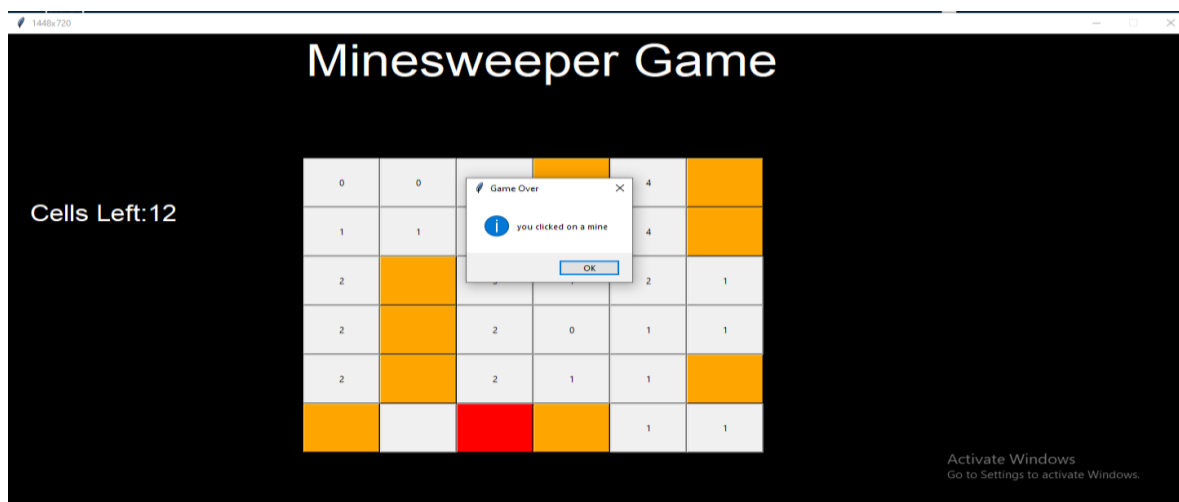 1448x720
Minesweeper Game
0 0 4
Game Over
Cells Left:12
you clicked on a mine
1 1 4
OK
2 2 1
2 2 0 1 1
2 2 1 1
1 1
Activate Windows
Go to Settings to activate Windows.